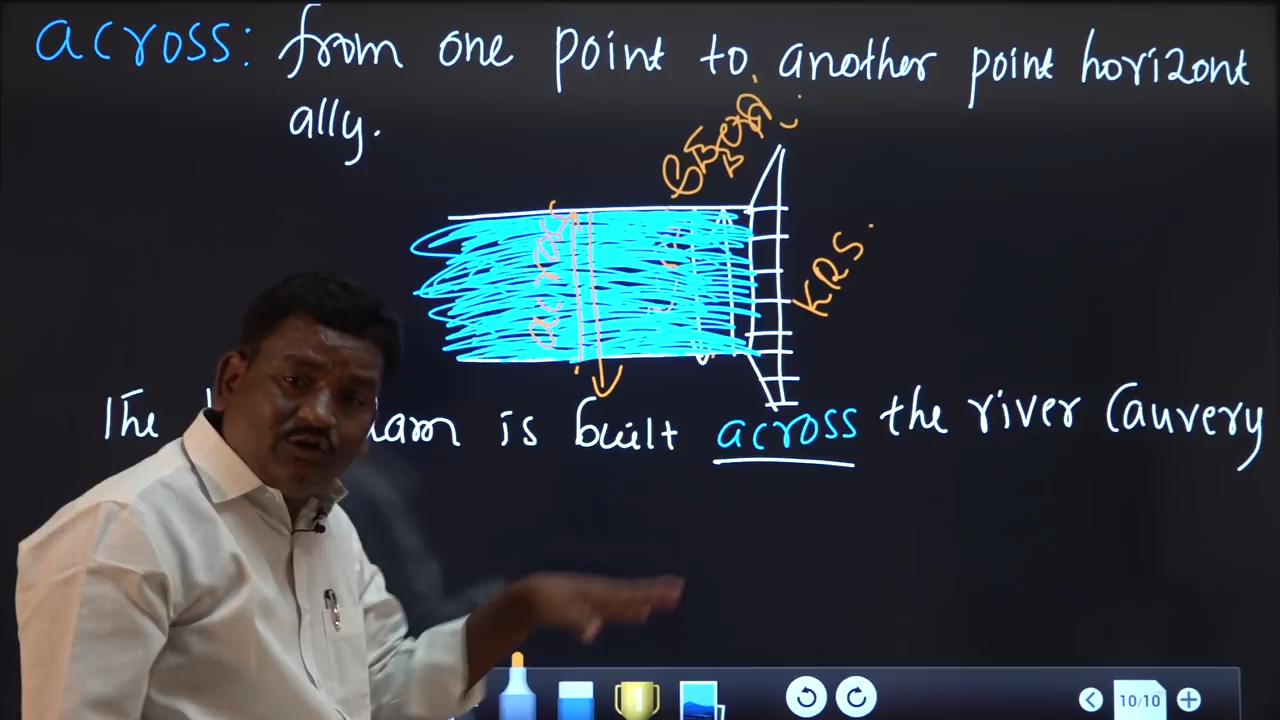 across: from one point to another point horizont
ally.
across
KRS.
The is built across the river Cauvery
10/10